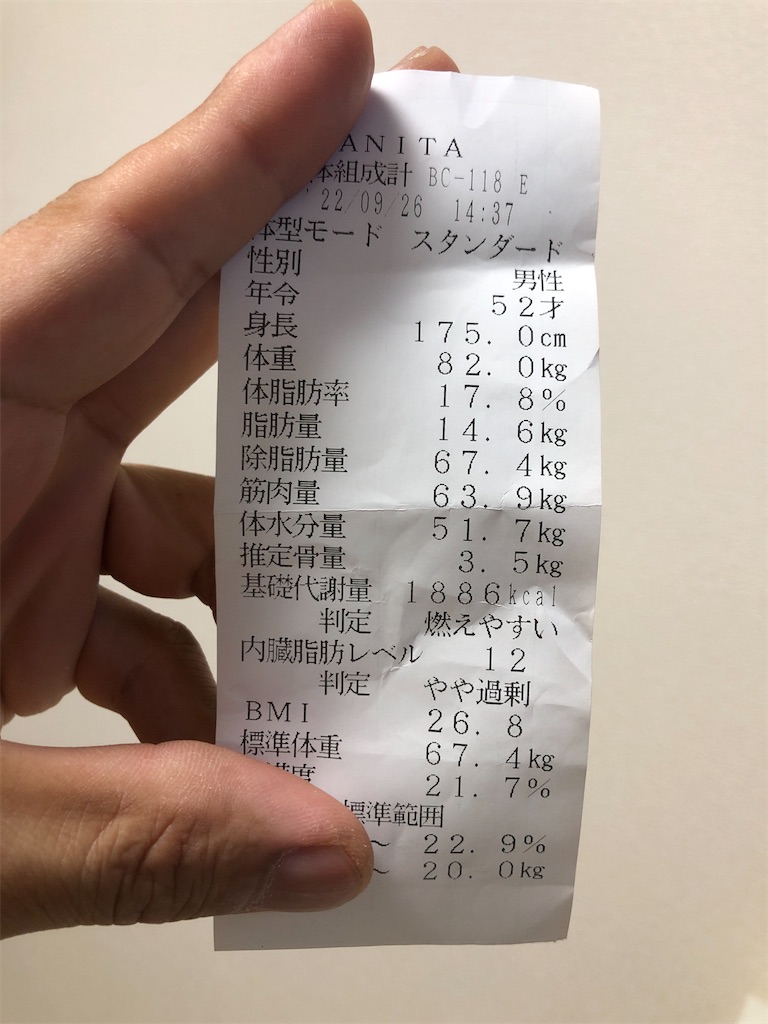 ANITA
体組成計 BC-118 E
22/09/26 14:37
体型モード スタンダード
性別 男性
年令 52才
身長 175.0cm
体重 82.0kg
体脂肪率 17.8%
脂肪量 14.6kg
除脂肪量 67.4kg
筋肉量 63.9kg
体水分量 51.7kg
推定骨量 3.5kg
基礎代謝量 1886kcal
判定 燃えやすい
内臓脂肪レベル 12
判定 やや過剰
BMI 26.8
標準体重 67.4kg
満度 21.7%
標準範囲
~ 22.9%
~ 20.0kg